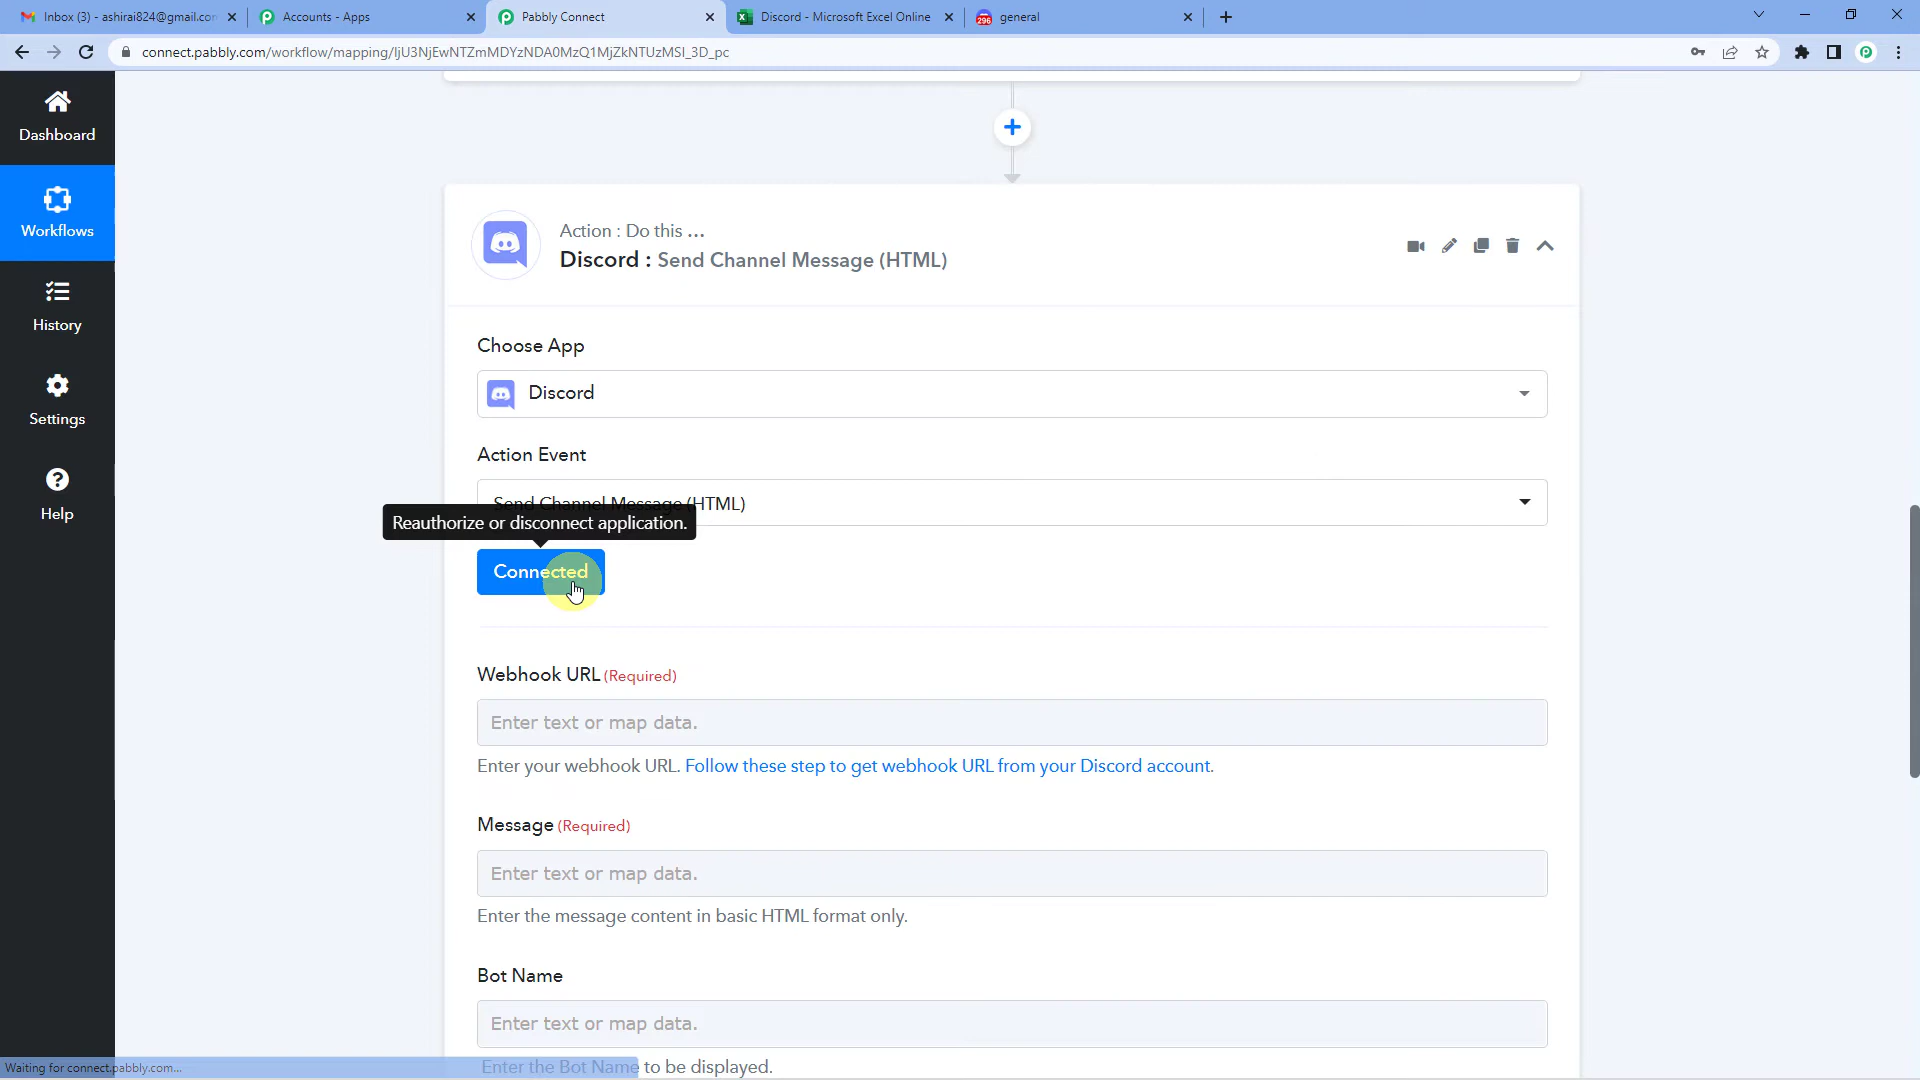 Inbox (3) - ashirai824@gmail.co
Accounts - Apps
Pabbly Connect
Discord - Microsoft Excel Online
296
general
connect.pabbly.com/workflow/mapping/IjU3NjEwNTZmMDYzNDA0MzQ1MjZkNTUzMSI_3D_pc
Dashboard
Workflows
History
Settings
Help
Action : Do this ...
Discord : Send Channel Message (HTML)
Choose App
Discord
Action Event
Send Channel Message (HTML)
Reauthorize or disconnect application.
Connected
Webhook URL (Required)
Enter text or map data.
Enter your webhook URL. Follow these step to get webhook URL from your Discord account.
Message (Required)
Enter text or map data.
Enter the message content in basic HTML format only.
Bot Name
Enter text or map data.
Enter the Bot Name to be displayed.
Waiting for connect.pabbly.com...